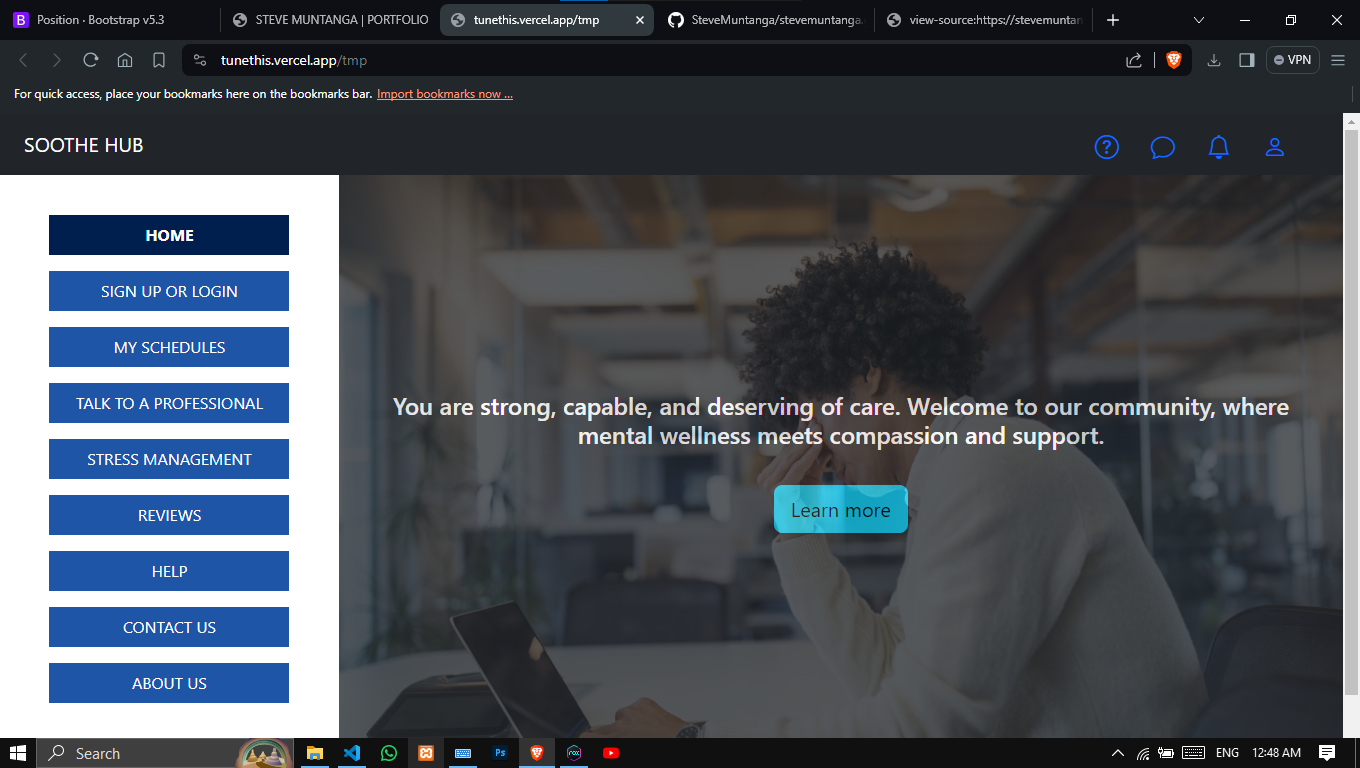 Position · Bootstrap v5.3
STEVE MUNTANGA | PORTFOLIO
tunethis.vercel.app/tmp
SteveMuntanga/stevemuntanga.
view-source:https://stevemuntan
tunethis.vercel.app/tmp
VPN
For quick access, place your bookmarks here on the bookmarks bar. Import bookmarks now ...
SOOTHE HUB
HOME
SIGN UP OR LOGIN
MY SCHEDULES
TALK TO A PROFESSIONAL
STRESS MANAGEMENT
REVIEWS
HELP
CONTACT US
ABOUT US
You are strong, capable, and deserving of care. Welcome to our community, where
mental wellness meets compassion and support.
Learn more
Search
Ps
ENG
12:48 AM